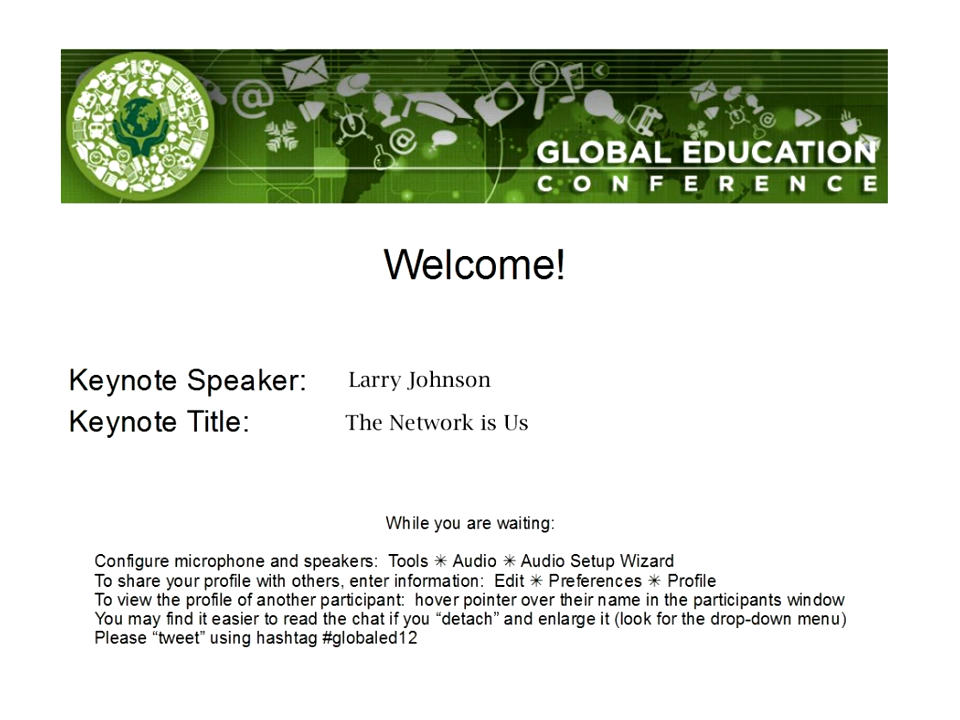 GLOBAL EDUCATION
CONFERENCE
Welcome!
Keynote Speaker: Larry Johnson
Keynote Title: The Network is Us
While you are waiting:
Configure microphone and speakers: Tools ✳ Audio ✳ Audio Setup Wizard
To share your profile with others, enter information: Edit ✳ Preferences ✳ Profile
To view the profile of another participant: hover pointer over their name in the participants window
You may find it easier to read the chat if you “detach” and enlarge it (look for the drop-down menu)
Please “tweet” using hashtag #globaled12